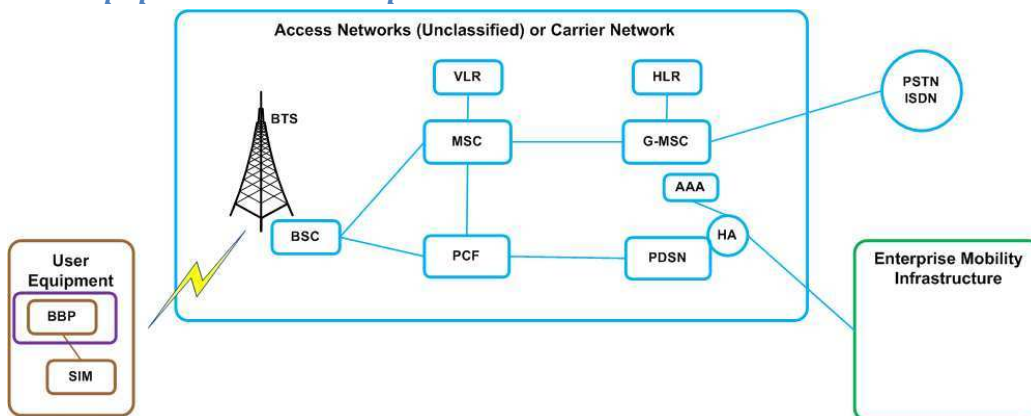 Access Networks (Unclassified) or Carrier Network
VLR
HLR
PSTN
ISDN
BTS
MSC
G-MSC
AAA
BSC
HA
PCF
PDSN
User
Equipment
BBP
SIM
Enterprise Mobility
Infrastructure